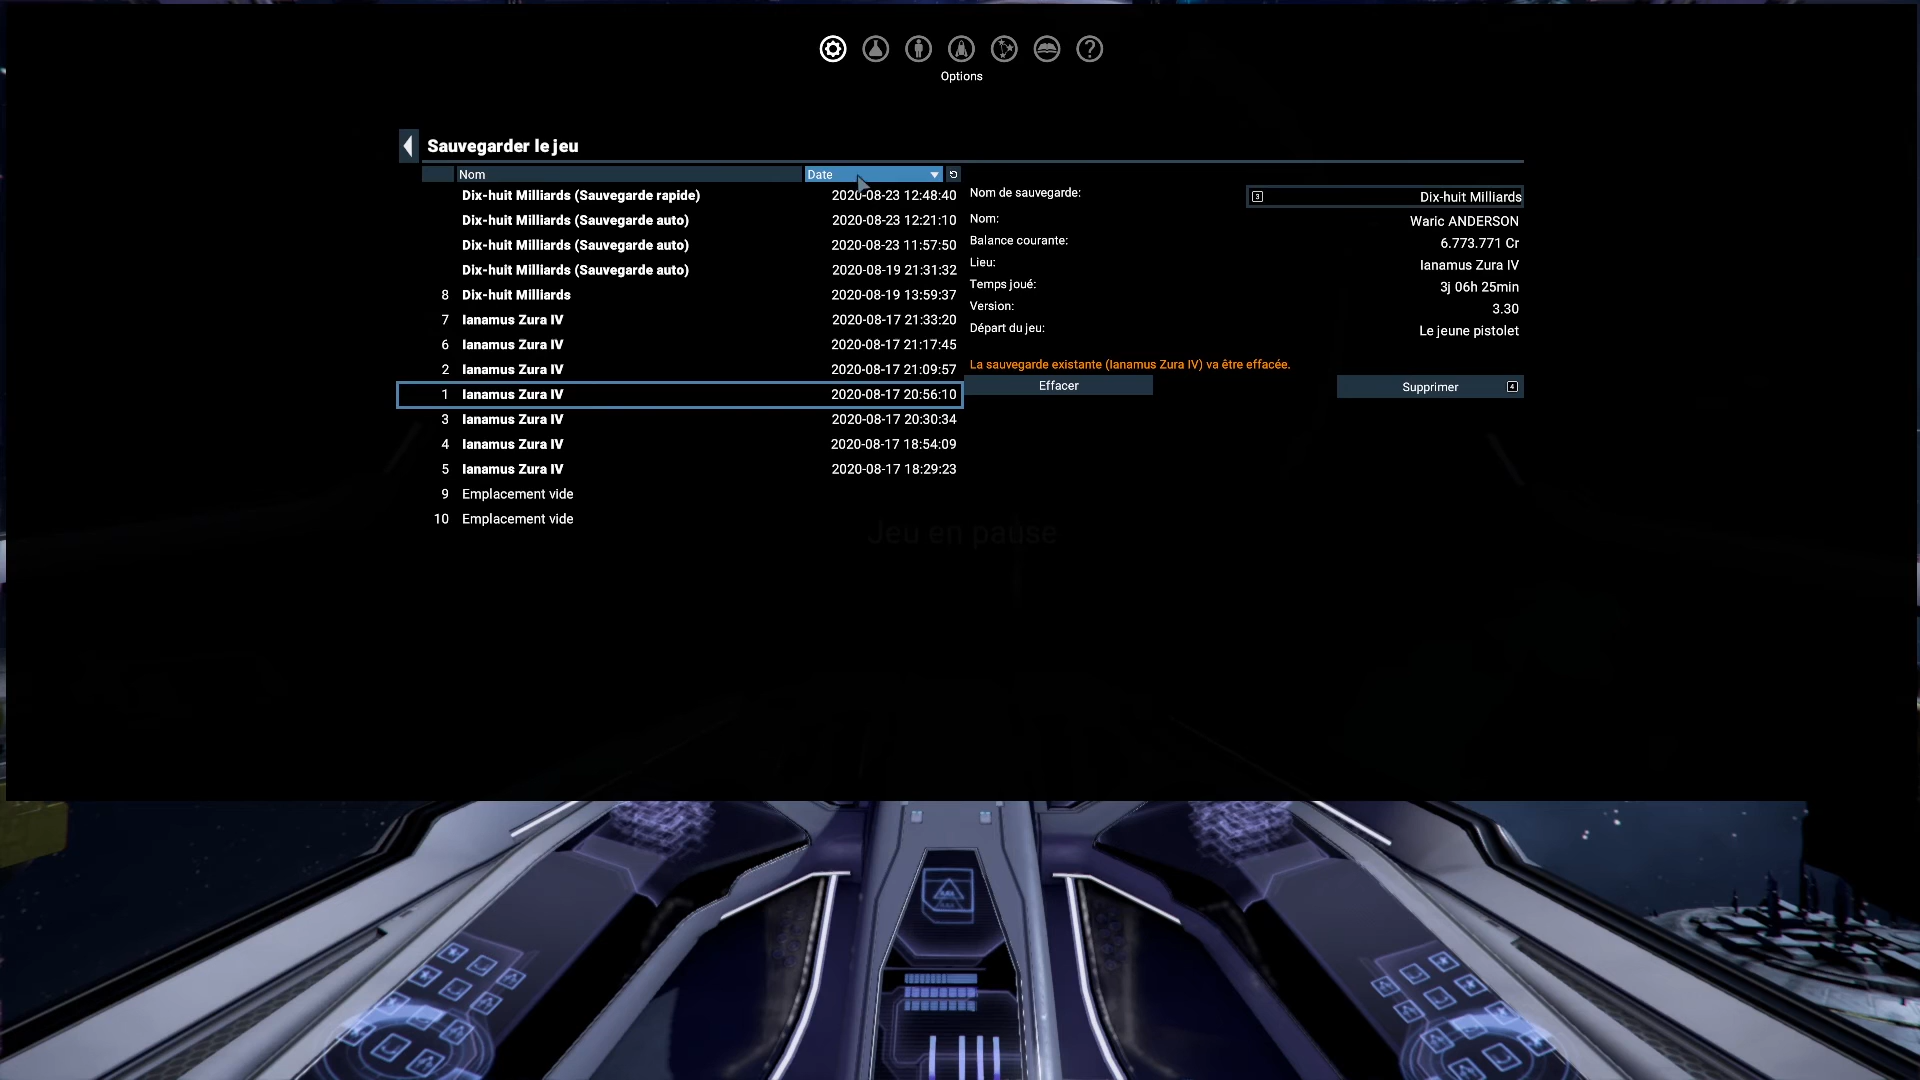 Options
Sauvegarder le jeu
Nom Date
Dix-huit Milliards (Sauvegarde rapide) 2020-08-23 12:48:40
Dix-huit Milliards (Sauvegarde auto) 2020-08-23 12:21:10
Dix-huit Milliards (Sauvegarde auto) 2020-08-23 11:57:50
Dix-huit Milliards (Sauvegarde auto) 2020-08-19 21:31:32
8 Dix-huit Milliards 2020-08-19 13:59:37
7 Ianamus Zura IV 2020-08-17 21:33:20
6 Ianamus Zura IV 2020-08-17 21:17:45
2 Ianamus Zura IV 2020-08-17 21:09:57
1 Ianamus Zura IV 2020-08-17 20:56:10
3 Ianamus Zura IV 2020-08-17 20:30:34
4 Ianamus Zura IV 2020-08-17 18:54:09
5 Ianamus Zura IV 2020-08-17 18:29:23
9 Emplacement vide
10 Emplacement vide
Nom de sauvegarde: 3 Dix-huit Milliards
Nom: Waric ANDERSON
Balance courante: 6.773.771 Cr
Lieu: Ianamus Zura IV
Temps joué: 3j 06h 25min
Version: 3.30
Départ du jeu: Le jeune pistolet
La sauvegarde existante (Ianamus Zura IV) va être effacée.
Effacer Supprimer 4
Jeu en pause